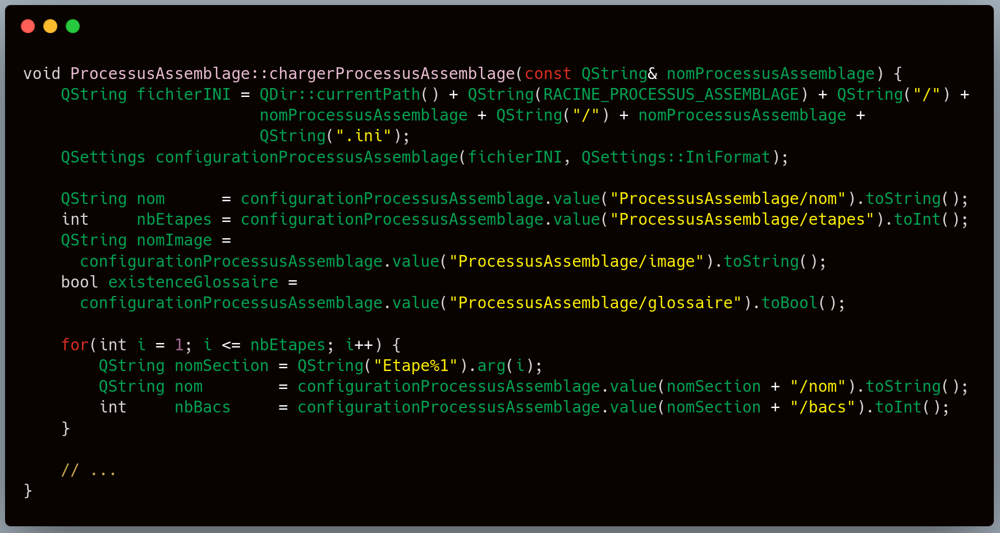 void ProcessusAssemblage::chargerProcessusAssemblage(const QString& nomProcessusAssemblage) {
    QString fichierINI = QDir::currentPath() + QString(RACINE_PROCESSUS_ASSEMBLAGE) + QString("/") +
                         nomProcessusAssemblage + QString("/") + nomProcessusAssemblage +
                         QString(".ini");
    QSettings configurationProcessusAssemblage(fichierINI, QSettings::IniFormat);

    QString nom      = configurationProcessusAssemblage.value("ProcessusAssemblage/nom").toString();
    int     nbEtapes = configurationProcessusAssemblage.value("ProcessusAssemblage/etapes").toInt();
    QString nomImage =
      configurationProcessusAssemblage.value("ProcessusAssemblage/image").toString();
    bool existenceGlossaire =
      configurationProcessusAssemblage.value("ProcessusAssemblage/glossaire").toBool();

    for(int i = 1; i <= nbEtapes; i++) {
        QString nomSection = QString("Etape%1").arg(i);
        QString nom        = configurationProcessusAssemblage.value(nomSection + "/nom").toString();
        int     nbBacs     = configurationProcessusAssemblage.value(nomSection + "/bacs").toInt();
    }

    // ...
}